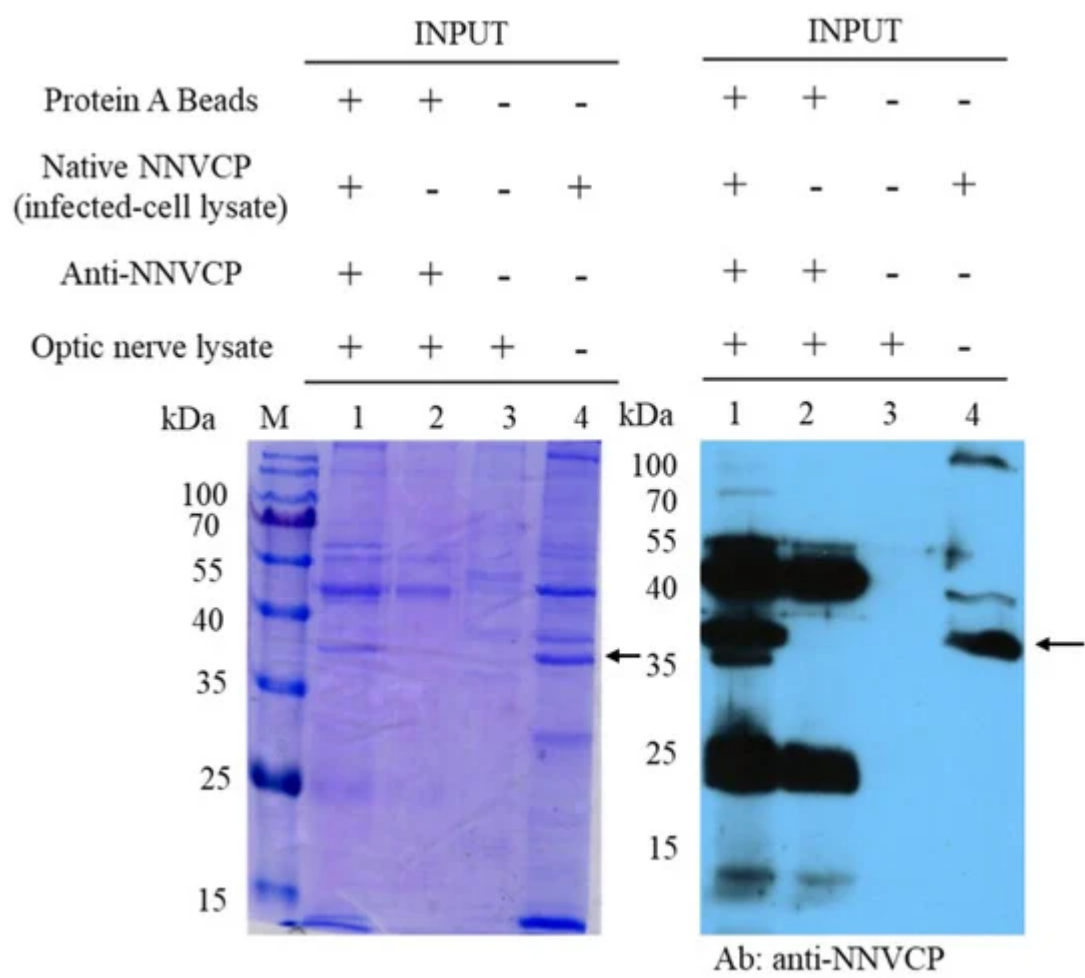 INPUT INPUT
Protein A Beads + + - - + + - -
Native NNVCP
(infected-cell lysate) + - - + + - - +
Anti-NNVCP + + - - + + - -
Optic nerve lysate + + + - + + + -
kDa M 1 2 3 4 kDa 1 2 3 4
100 100
70 70
55 55
40 40
35 35
25 25
15 15
Ab: anti-NNVCP